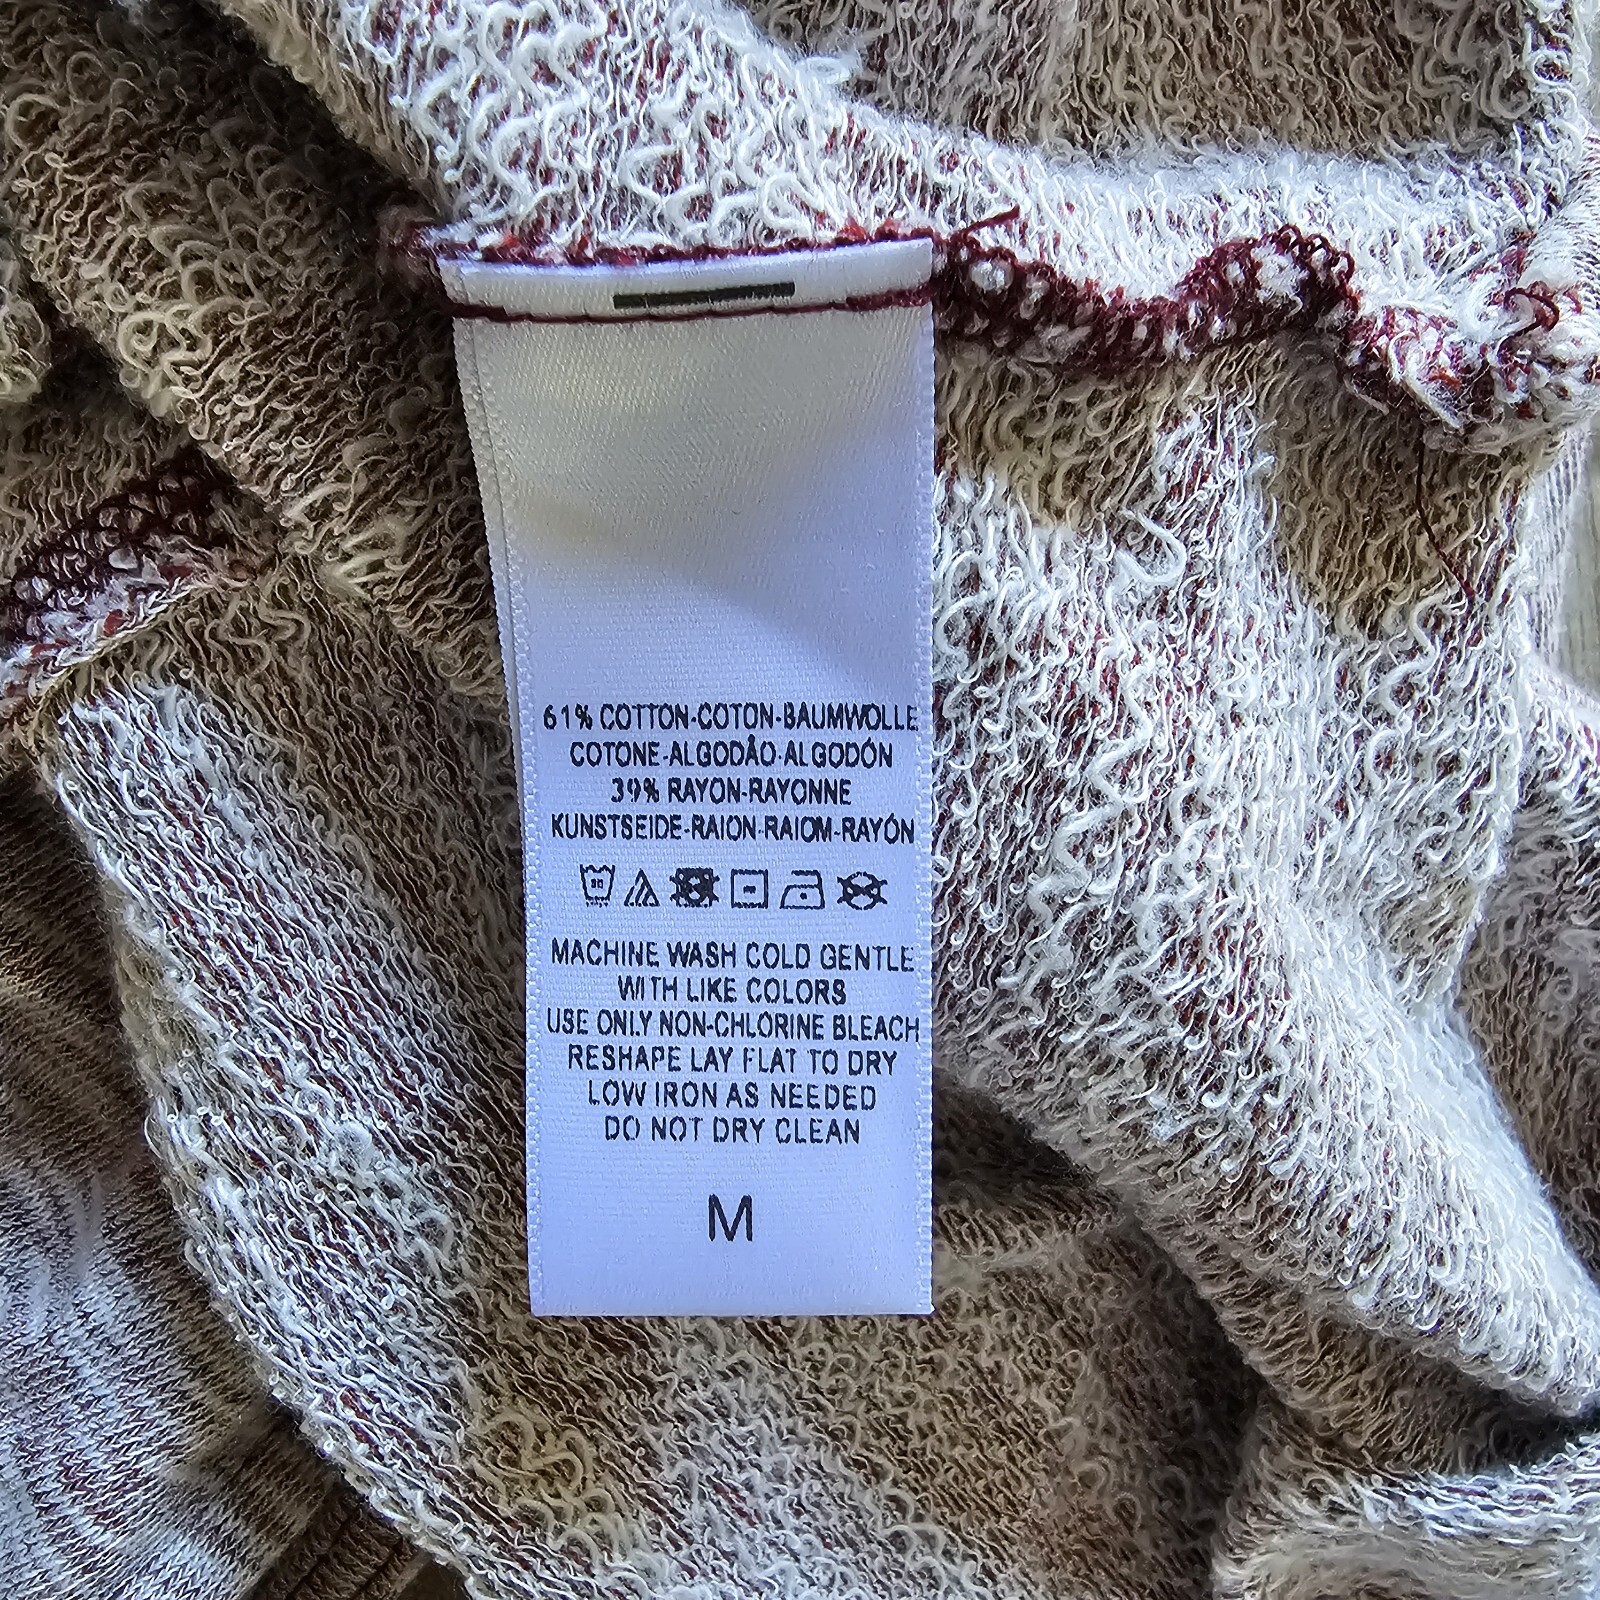 61% COTTON-COTON-BAUMWOLLE
COTONE-ALGODÃO-ALGODÓN
39% RAYON-RAYONNE
KUNSTSEIDE-RAION-RAIOM-RAYÓN
MACHINE WASH COLD GENTLE
WITH LIKE COLORS
USE ONLY NON-CHLORINE BLEACH
RESHAPE LAY FLAT TO DRY
LOW IRON AS NEEDED
DO NOT DRY CLEAN
M